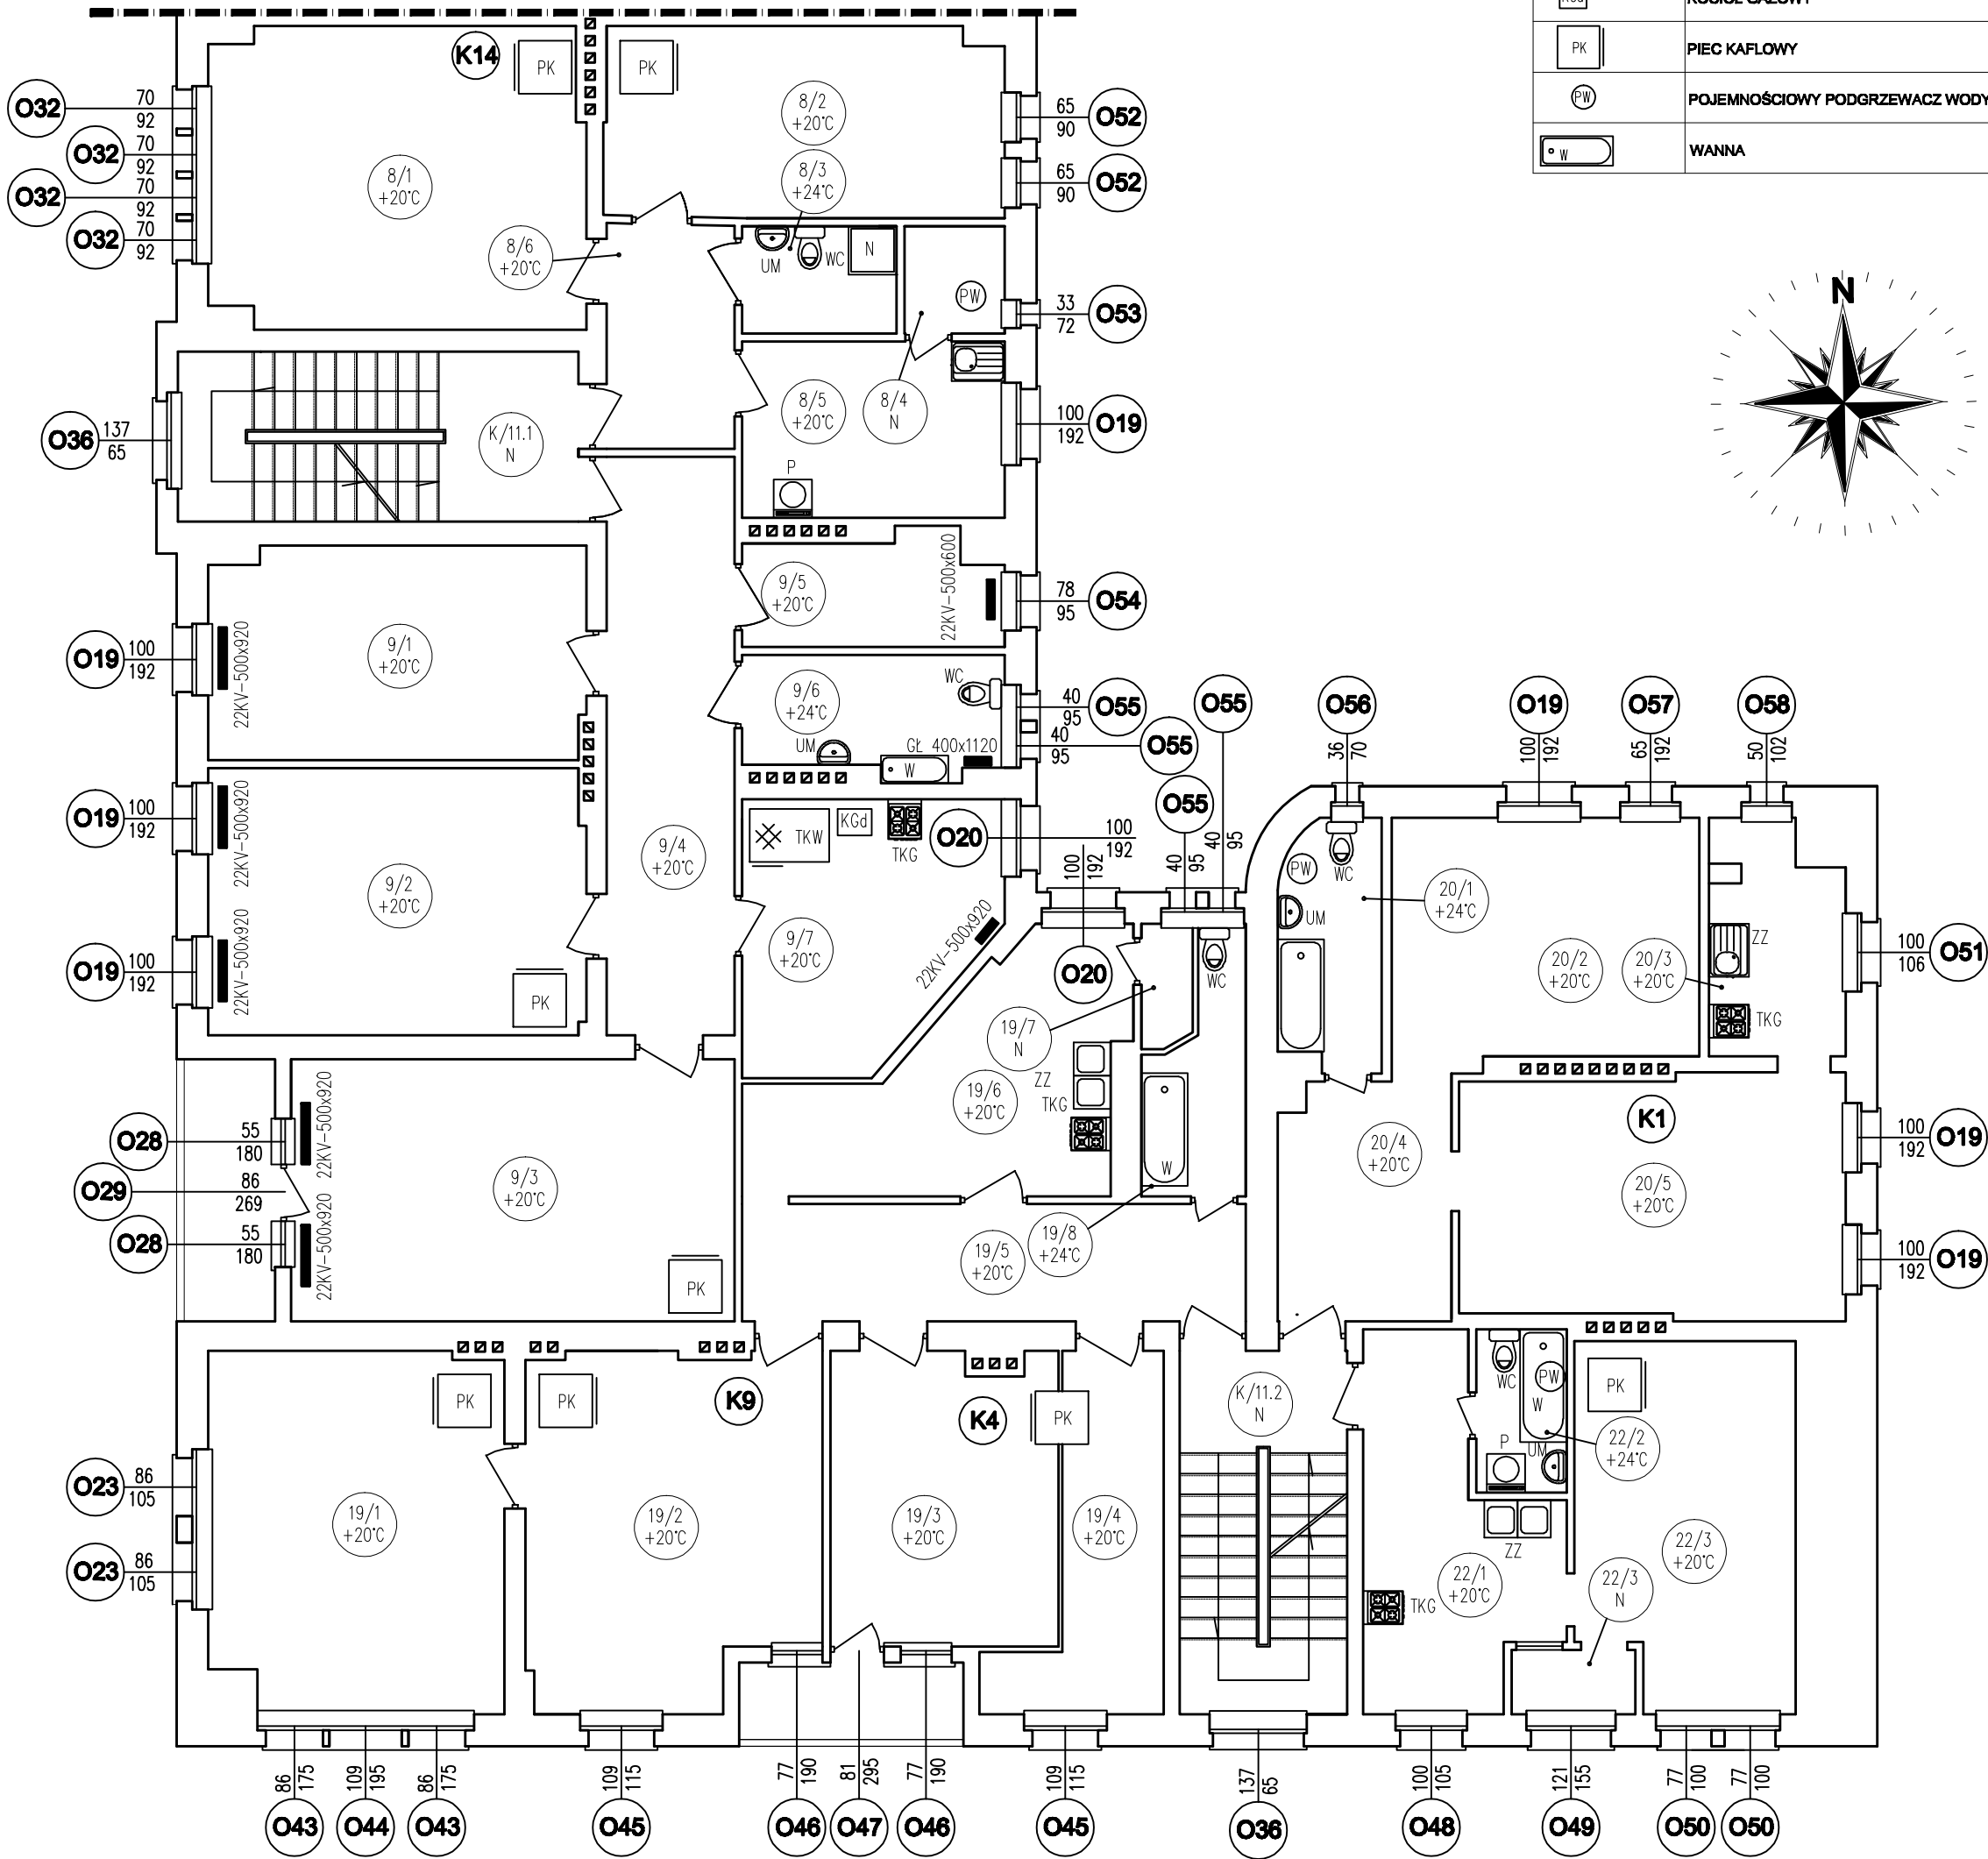 KOCIOŁ GAZOWY
PK
PIEC KAFLOWY
PW
POJEMNOŚCIOWY PODGRZEWACZ WODY
W
WANNA
N
K14
PK
PK
O32
70
92
O32
70
92
O32
70
92
O32
70
92
8/1
+20°C
8/2
+20°C
8/3
+24°C
8/6
+20°C
UM
WC
N
PW
65
90
O52
65
90
O52
33
72
O53
O36
137
65
K/11.1
N
8/5
+20°C
8/4
N
100
192
O19
P
O19
100
192
22KV-500x920
9/1
+20°C
9/5
+20°C
22KV-500x600
78
95
O54
9/6
+24°C
WC
UM
GŁ 400x1120
W
40
95
O55
40
95
O55
O55
O55
40
95
40
95
O56
36
70
O19
100
192
O57
65
192
O58
50
102
O19
100
192
22KV-500x920
9/2
+20°C
O19
100
192
22KV-500x920
PK
9/4
+20°C
TKW
KGd
TKG
O20
100
192
100
192
O20
9/7
+20°C
22KV-500x920
19/7
N
WC
19/6
+20°C
ZZ
TKG
W
19/8
+24°C
19/5
+20°C
PW
WC
UM
20/1
+24°C
20/2
+20°C
20/3
+20°C
ZZ
TKG
100
106
O51
K1
20/4
+20°C
20/5
+20°C
100
192
O19
100
192
O19
O28
55
180
22KV-500x920
O29
86
269
O28
55
180
22KV-500x920
9/3
+20°C
PK
PK
PK
K9
K4
PK
K/11.2
N
WC
PW
W
P
UM
PK
22/2
+24°C
O23
86
105
O23
86
105
19/1
+20°C
19/2
+20°C
19/3
+20°C
19/4
+20°C
ZZ
22/1
+20°C
TKG
22/3
N
22/3
+20°C
86
175
109
195
86
175
109
115
77
190
81
295
77
190
109
115
137
65
100
105
121
155
77
100
77
100
O43
O44
O43
O45
O46
O47
O46
O45
O36
O48
O49
O50
O50